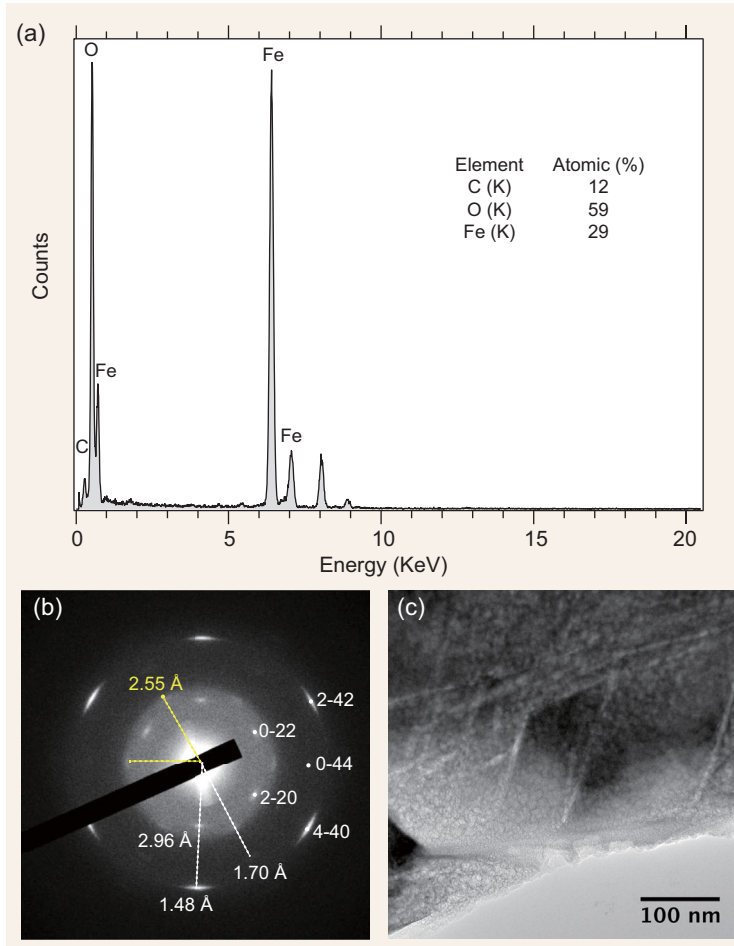 (a)
O
Fe
Element Atomic (%)
C (K) 12
O (K) 59
Fe (K) 29
Counts
Fe
Fe
C
0 5 10 15 20
Energy (KeV)
(b)
2.55 Å
2-42
0-22
0-44
2-20
4-40
2.96 Å
1.70 Å
1.48 Å
(c)
100 nm